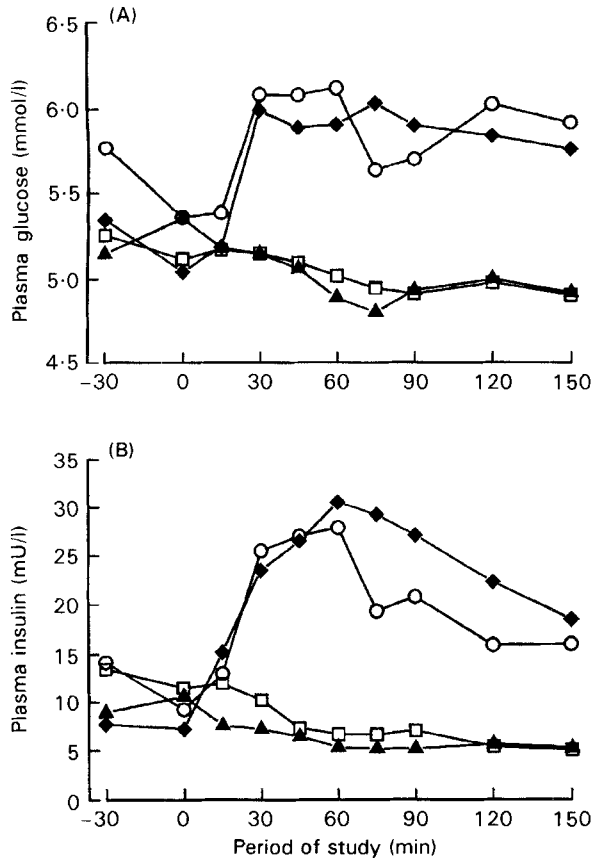 (A)
6·5
6·0
5·5
5·0
4·5
Plasma glucose (mmol/l)
−30 0 30 60 90 120 150
(B)
35
30
25
20
15
10
5
0
Plasma insulin (mU/l)
−30 0 30 60 90 120 150
Period of study (min)